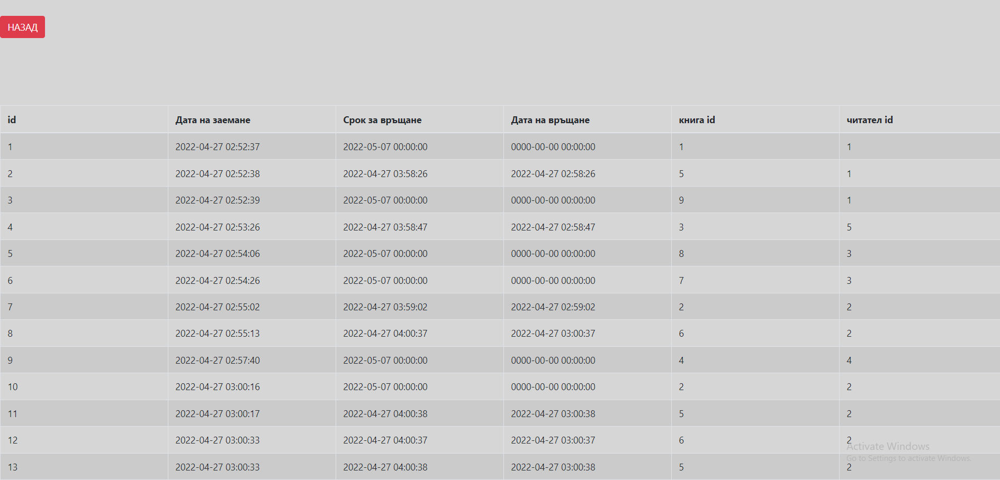 НАЗАД
id Дата на заемане Срок за връщане Дата на връщане книга id читател id
1 2022-04-27 02:52:37 2022-05-07 00:00:00 0000-00-00 00:00:00 1 1
2 2022-04-27 02:52:38 2022-04-27 03:58:26 2022-04-27 02:58:26 5 1
3 2022-04-27 02:52:39 2022-05-07 00:00:00 0000-00-00 00:00:00 9 1
4 2022-04-27 02:53:26 2022-04-27 03:58:47 2022-04-27 02:58:47 3 5
5 2022-04-27 02:54:06 2022-05-07 00:00:00 0000-00-00 00:00:00 8 3
6 2022-04-27 02:54:26 2022-05-07 00:00:00 0000-00-00 00:00:00 7 3
7 2022-04-27 02:55:02 2022-04-27 03:59:02 2022-04-27 02:59:02 2 2
8 2022-04-27 02:55:13 2022-04-27 04:00:37 2022-04-27 03:00:37 6 2
9 2022-04-27 02:57:40 2022-05-07 00:00:00 0000-00-00 00:00:00 4 4
10 2022-04-27 03:00:16 2022-05-07 00:00:00 0000-00-00 00:00:00 2 2
11 2022-04-27 03:00:17 2022-04-27 04:00:38 2022-04-27 03:00:38 5 2
12 2022-04-27 03:00:33 2022-04-27 04:00:37 2022-04-27 03:00:37 6 2
13 2022-04-27 03:00:33 2022-04-27 04:00:38 2022-04-27 03:00:38 5 2
Activate Windows
Go to Settings to activate Windows.